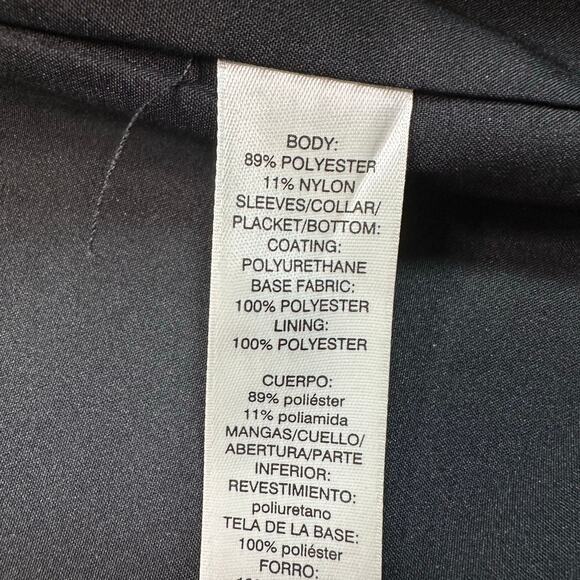 BODY:
89% POLYESTER
11% NYLON
SLEEVES/COLLAR/
PLACKET/BOTTOM:
COATING:
POLYURETHANE
BASE FABRIC:
100% POLYESTER
LINING:
100% POLYESTER
CUERPO:
89% poliéster
11% poliamida
MANGAS/CUELLO/
ABERTURA/PARTE
INFERIOR:
REVESTIMIENTO:
poliuretano
TELA DE LA BASE:
100% poliéster
FORRO: